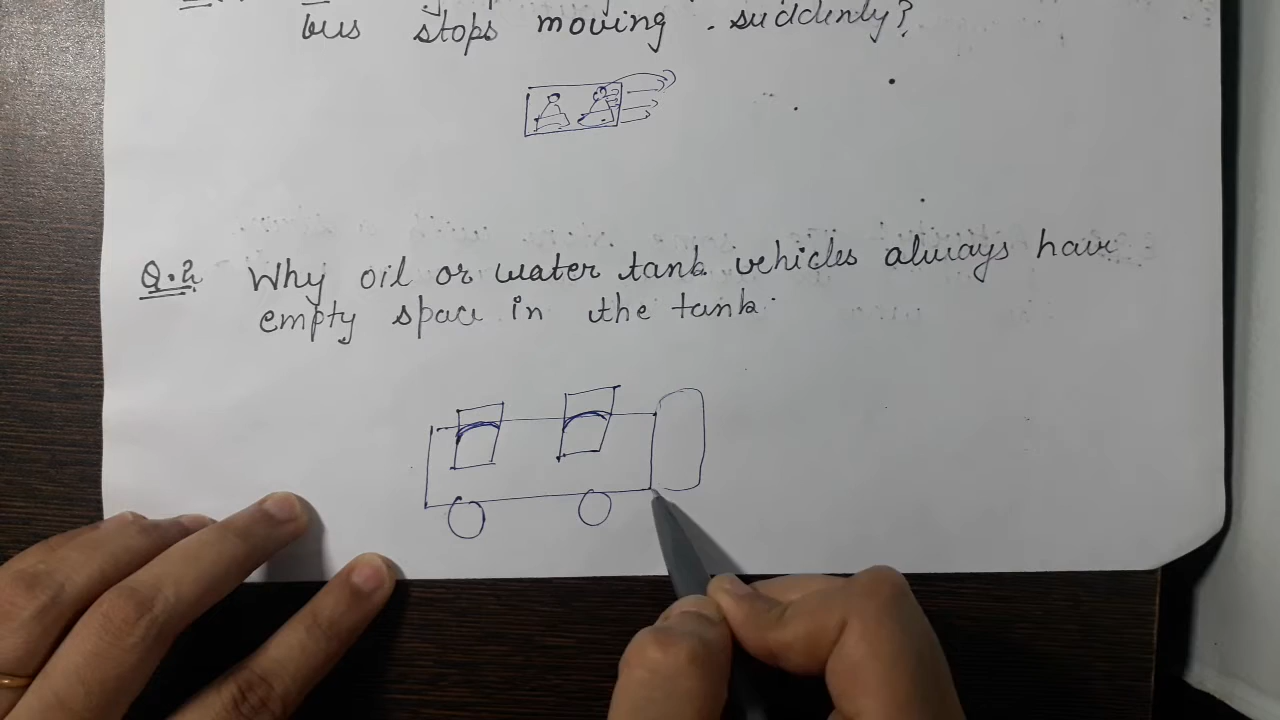 bus stops moving . suddenly?
Q.2 Why oil or water tank vehicles always have
empty space in the tank.